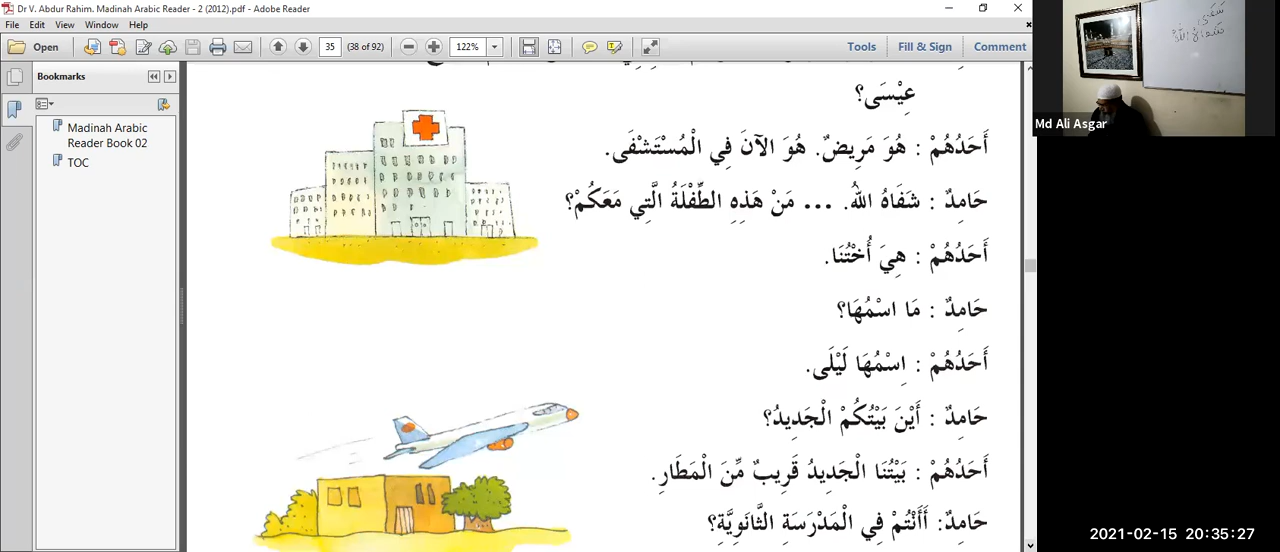 Dr V. Abdur Rahim. Madinah Arabic Reader - 2 (2012).pdf - Adobe Reader
File Edit View Window Help
Open 35 (38 of 92) 122% Tools Fill & Sign Comment
Bookmarks
Madinah Arabic Reader Book 02
TOC
عِيْسَى؟
أَحَدُهُمْ : هُوَ مَرِيضٌ. هُوَ الآنَ فِي الْمُسْتَشْفَى.
حَامِدٌ : شَفَاهُ اللهُ. ... مَنْ هَذِهِ الطِّفْلَةُ الَّتِي مَعَكُمْ؟
أَحَدُهُمْ : هِيَ أُخْتُنَا.
حَامِدٌ : مَا اسْمُهَا؟
أَحَدُهُمْ : اِسْمُهَا لَيْلَى.
حَامِدٌ : أَيْنَ بَيْتُكُمْ الْجَدِيدُ؟
أَحَدُهُمْ : بَيْتُنَا الْجَدِيدُ قَرِيبٌ مِّنَ الْمَطَارِ.
حَامِدٌ: أَأَنْتُمْ فِي الْمَدْرَسَةِ الثَّانَوِيَّةِ؟
Md Ali Asgar
2021-02-15 20:35:27